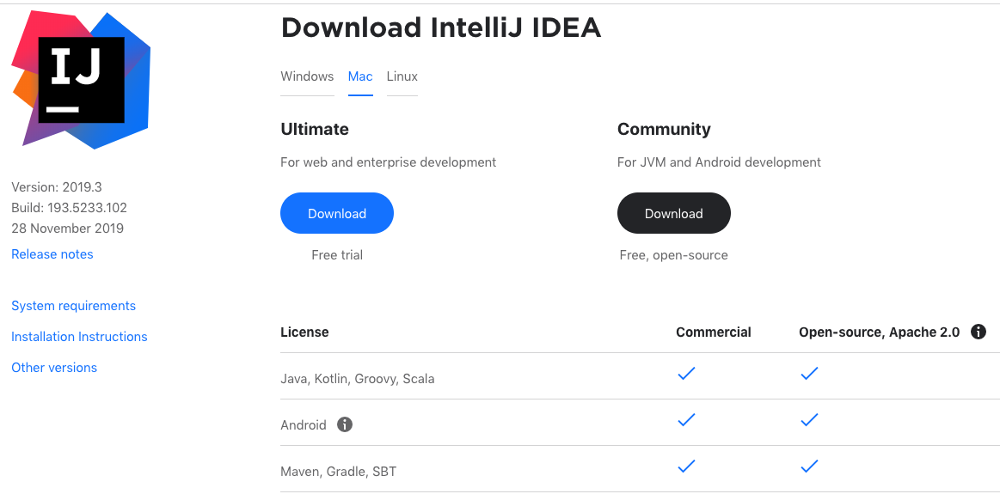 IJ
Version: 2019.3
Build: 193.5233.102
28 November 2019
Release notes
System requirements
Installation Instructions
Other versions
Download IntelliJ IDEA
Windows Mac Linux
Ultimate
For web and enterprise development
Download
Free trial
Community
For JVM and Android development
Download
Free, open-source
License Commercial Open-source, Apache 2.0
Java, Kotlin, Groovy, Scala
Android
Maven, Gradle, SBT